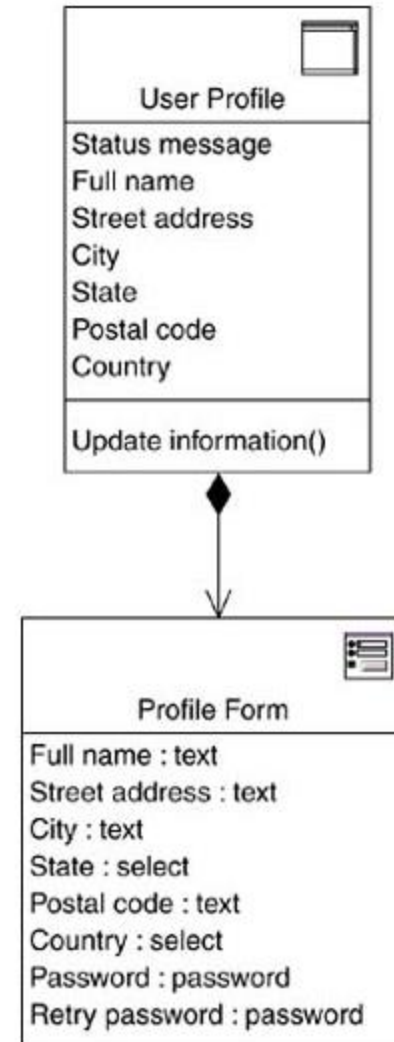 User Profile
Status message
Full name
Street address
City
State
Postal code
Country
Update information()
Profile Form
Full name : text
Street address : text
City : text
State : select
Postal code : text
Country : select
Password : password
Retry password : password